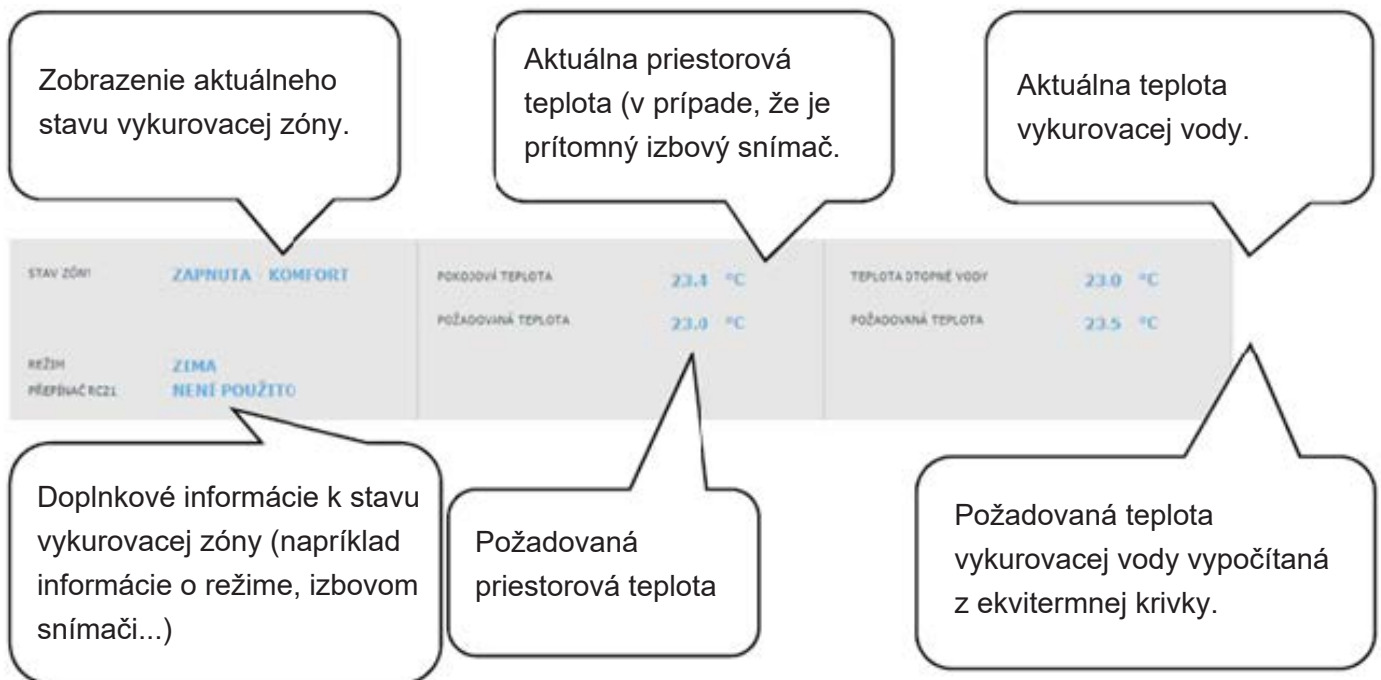 Zobrazenie aktuálneho
stavu vykurovacej zóny.
Aktuálna priestorová
teplota (v prípade, že je
prítomný izbový snímač.
Aktuálna teplota
vykurovacej vody.
STAV ZÓNY ZAPNUTA - KOMFORT
POKOJOVÁ TEPLOTA 23.4 °C
TEPLOTA OTOPNÉ VODY 23.0 °C
POŽADOVANÁ TEPLOTA 23.0 °C
POŽADOVANÁ TEPLOTA 23.5 °C
REŽIM ZIMA
PŘEPÍNAČ RC21 NENÍ POUŽITO
Doplnkové informácie k stavu
vykurovacej zóny (napríklad
informácie o režime, izbovom
snímači...)
Požadovaná
priestorová teplota
Požadovaná teplota
vykurovacej vody vypočítaná
z ekvitermnej krivky.